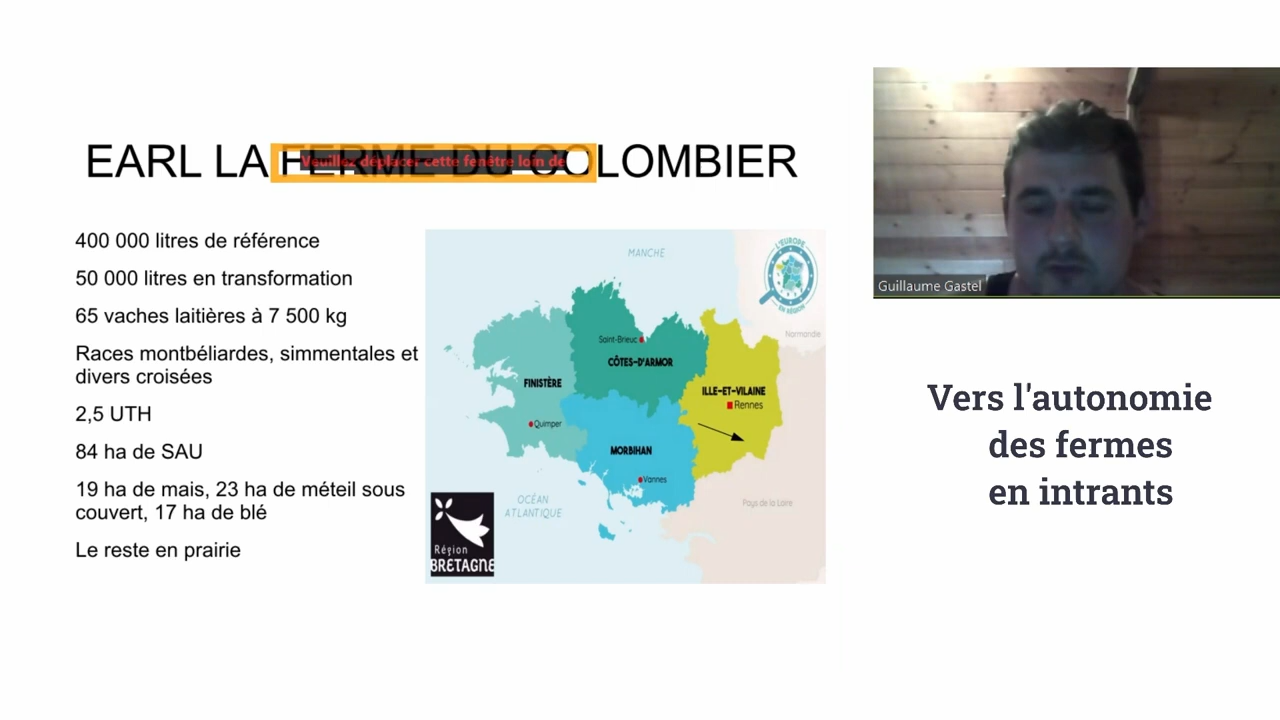 EARL LA FERME DU COLOMBIER
Veuillez déplacer cette fenêtre loin de
400 000 litres de référence
50 000 litres en transformation
65 vaches laitières à 7 500 kg
Races montbéliardes, simmentales et
divers croisées
2,5 UTH
84 ha de SAU
19 ha de mais, 23 ha de méteil sous
couvert, 17 ha de blé
Le reste en prairie
MANCHE
L'EUROPE
EN RÉGION
Normandie
Saint-Brieuc
CÔTES-D'ARMOR
FINISTÈRE
ILLE-ET-VILAINE
Rennes
Quimper
MORBIHAN
Vannes
OCÉAN
ATLANTIQUE
Pays de la Loire
Région
BRETAGNE
Guillaume Gastel
Vers l'autonomie
des fermes
en intrants